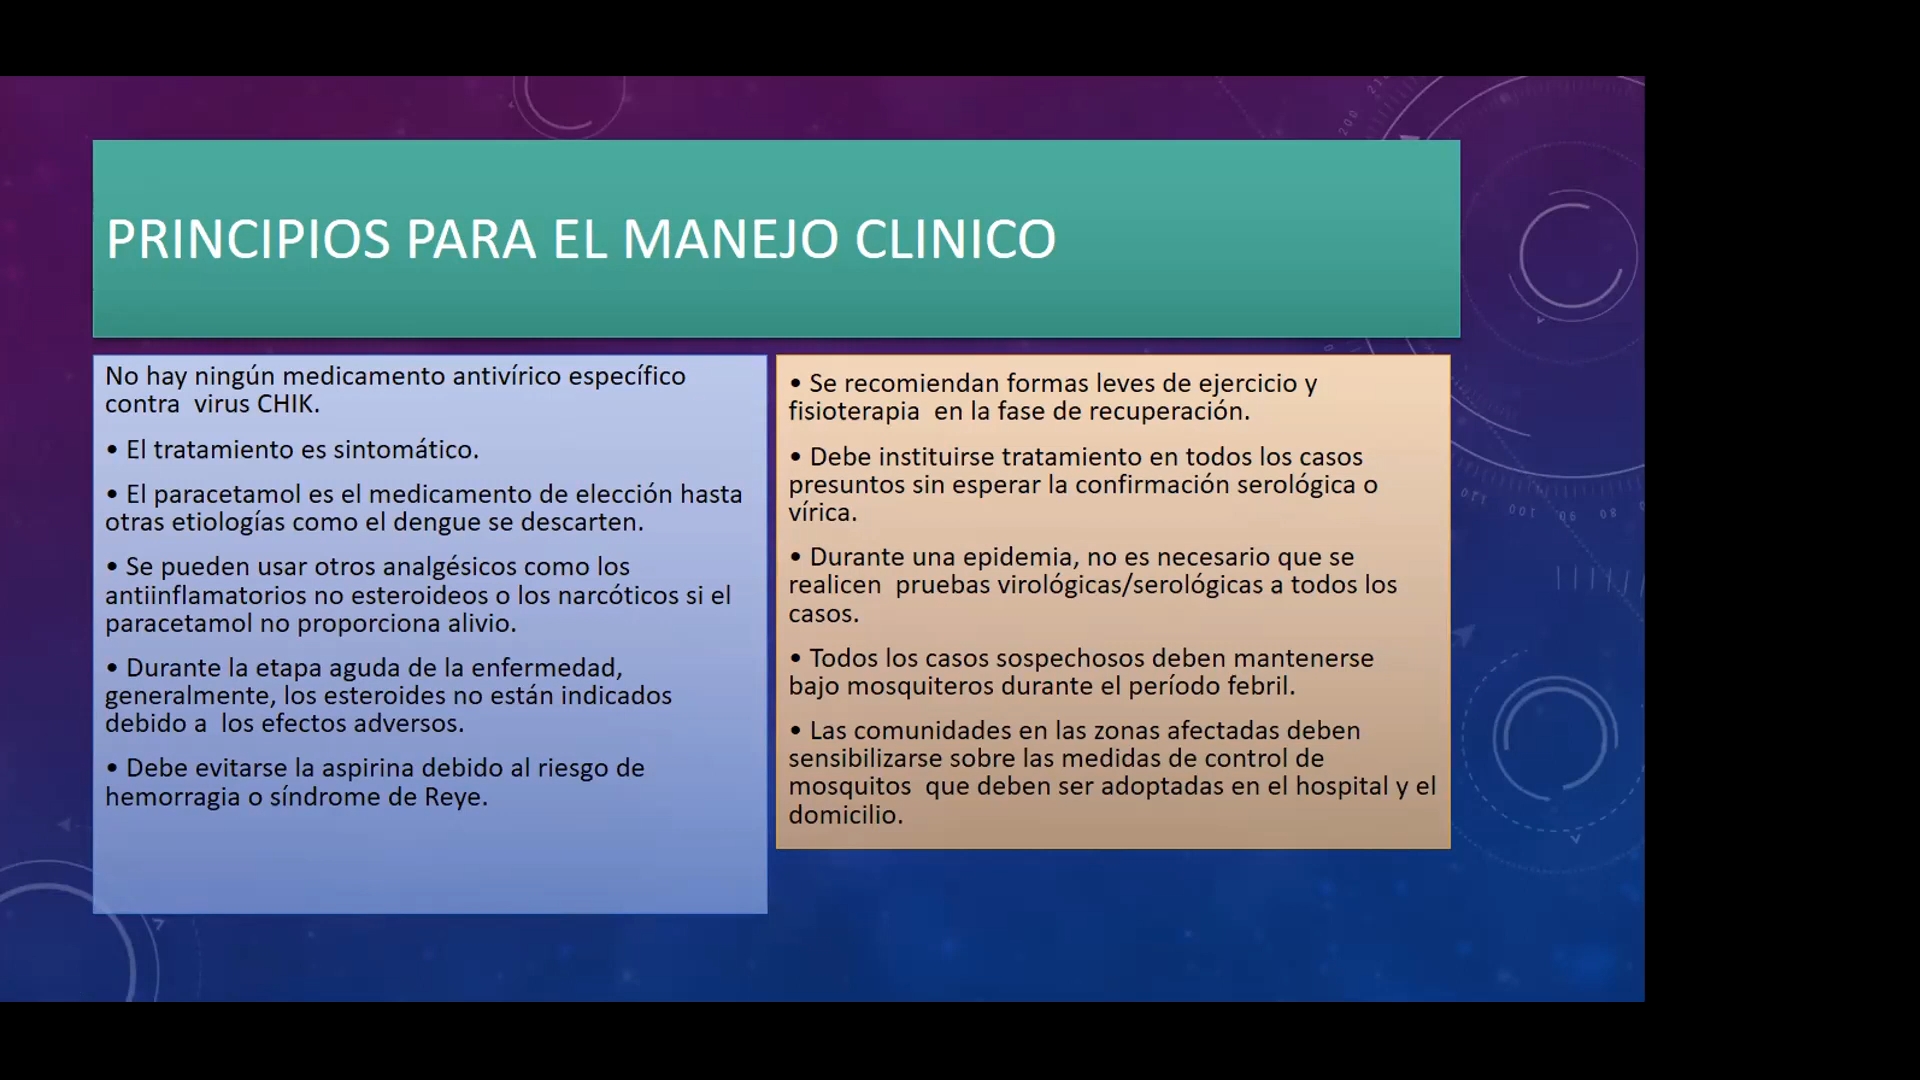 PRINCIPIOS PARA EL MANEJO CLINICO
No hay ningún medicamento antivírico específico
contra  virus CHIK.
• El tratamiento es sintomático.
• El paracetamol es el medicamento de elección hasta
otras etiologías como el dengue se descarten.
• Se pueden usar otros analgésicos como los
antiinflamatorios no esteroideos o los narcóticos si el
paracetamol no proporciona alivio.
• Durante la etapa aguda de la enfermedad,
generalmente, los esteroides no están indicados
debido a  los efectos adversos.
• Debe evitarse la aspirina debido al riesgo de
hemorragia o síndrome de Reye.
• Se recomiendan formas leves de ejercicio y
fisioterapia  en la fase de recuperación.
• Debe instituirse tratamiento en todos los casos
presuntos sin esperar la confirmación serológica o
vírica.
• Durante una epidemia, no es necesario que se
realicen  pruebas virológicas/serológicas a todos los
casos.
• Todos los casos sospechosos deben mantenerse
bajo mosquiteros durante el período febril.
• Las comunidades en las zonas afectadas deben
sensibilizarse sobre las medidas de control de
mosquitos  que deben ser adoptadas en el hospital y el
domicilio.